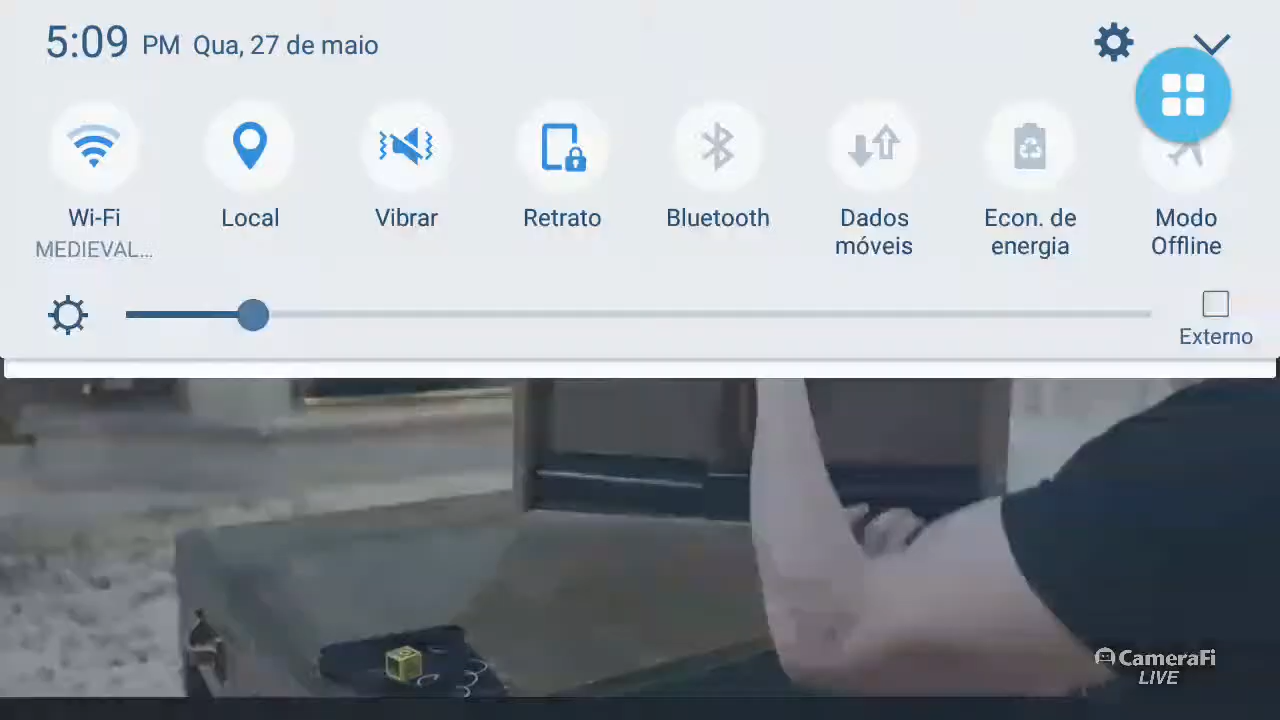 5:09 PM Qua, 27 de maio
Wi-Fi
MEDIEVAL...
Local
Vibrar
Retrato
Bluetooth
Dados
móveis
Econ. de
energia
Modo
Offline
Externo
CameraFi
LIVE